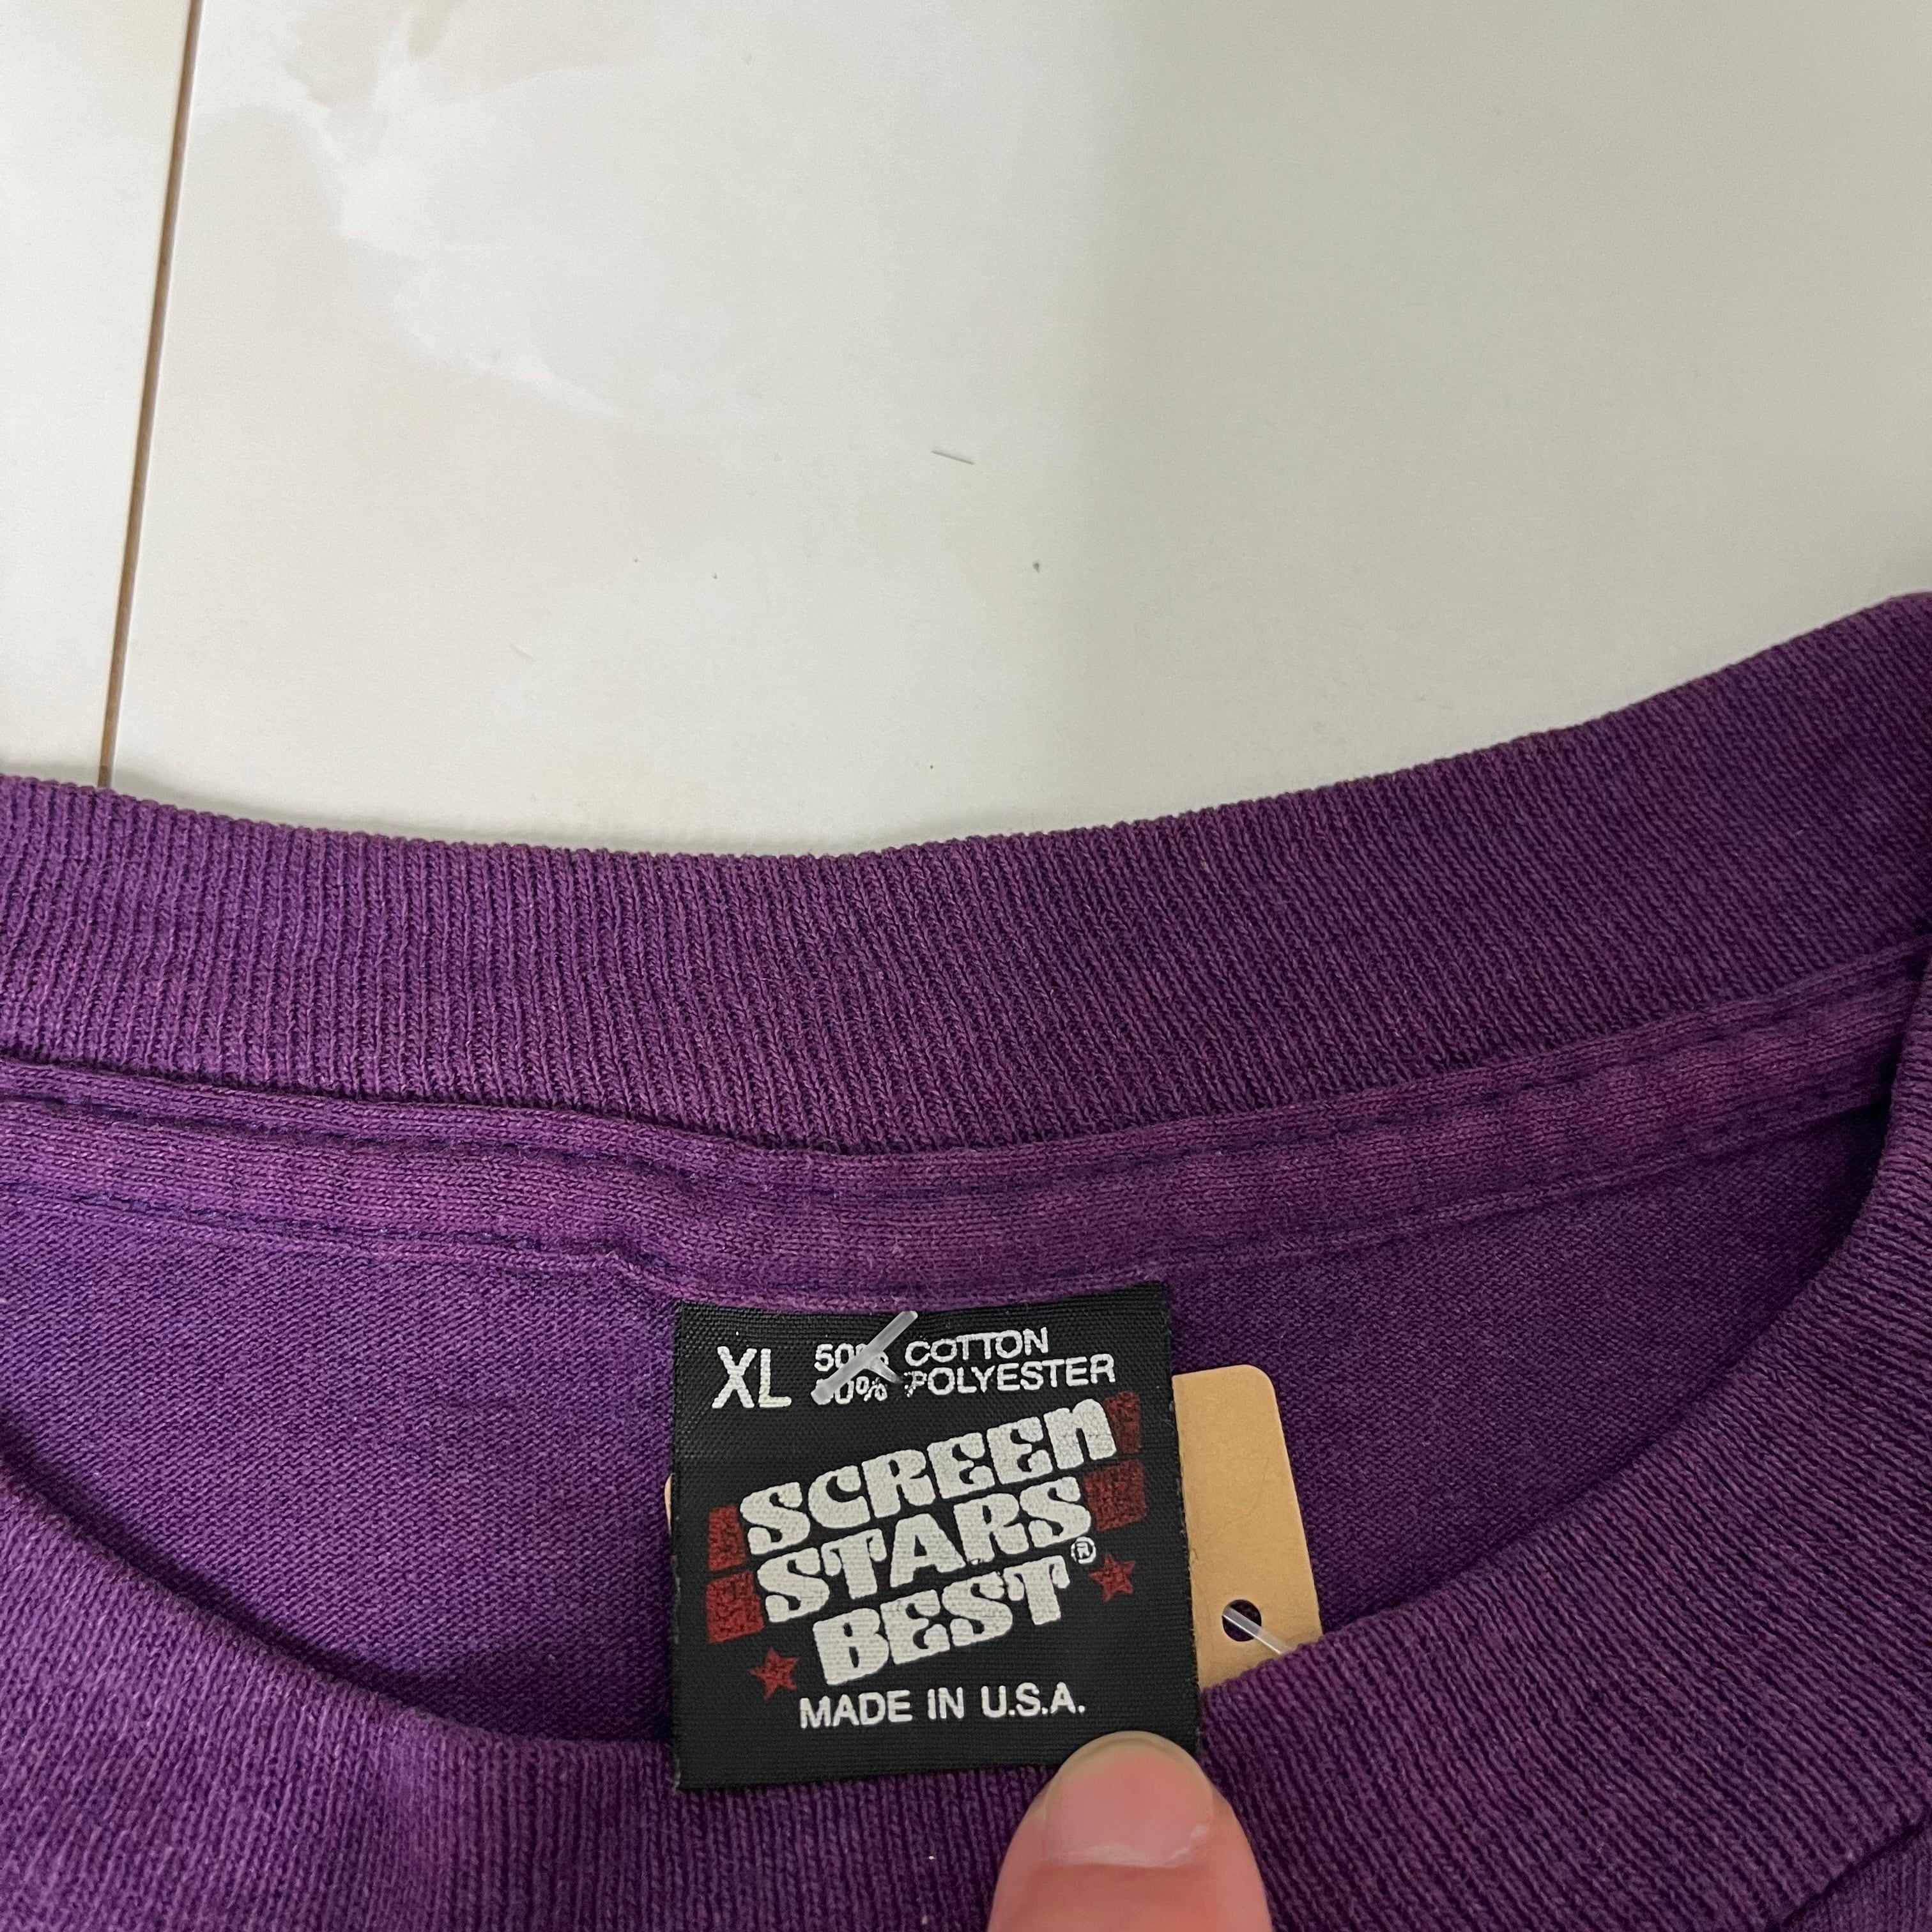 XL 50% COTTON
50% POLYESTER
SCREEN
STARS
BEST®
MADE IN U.S.A.